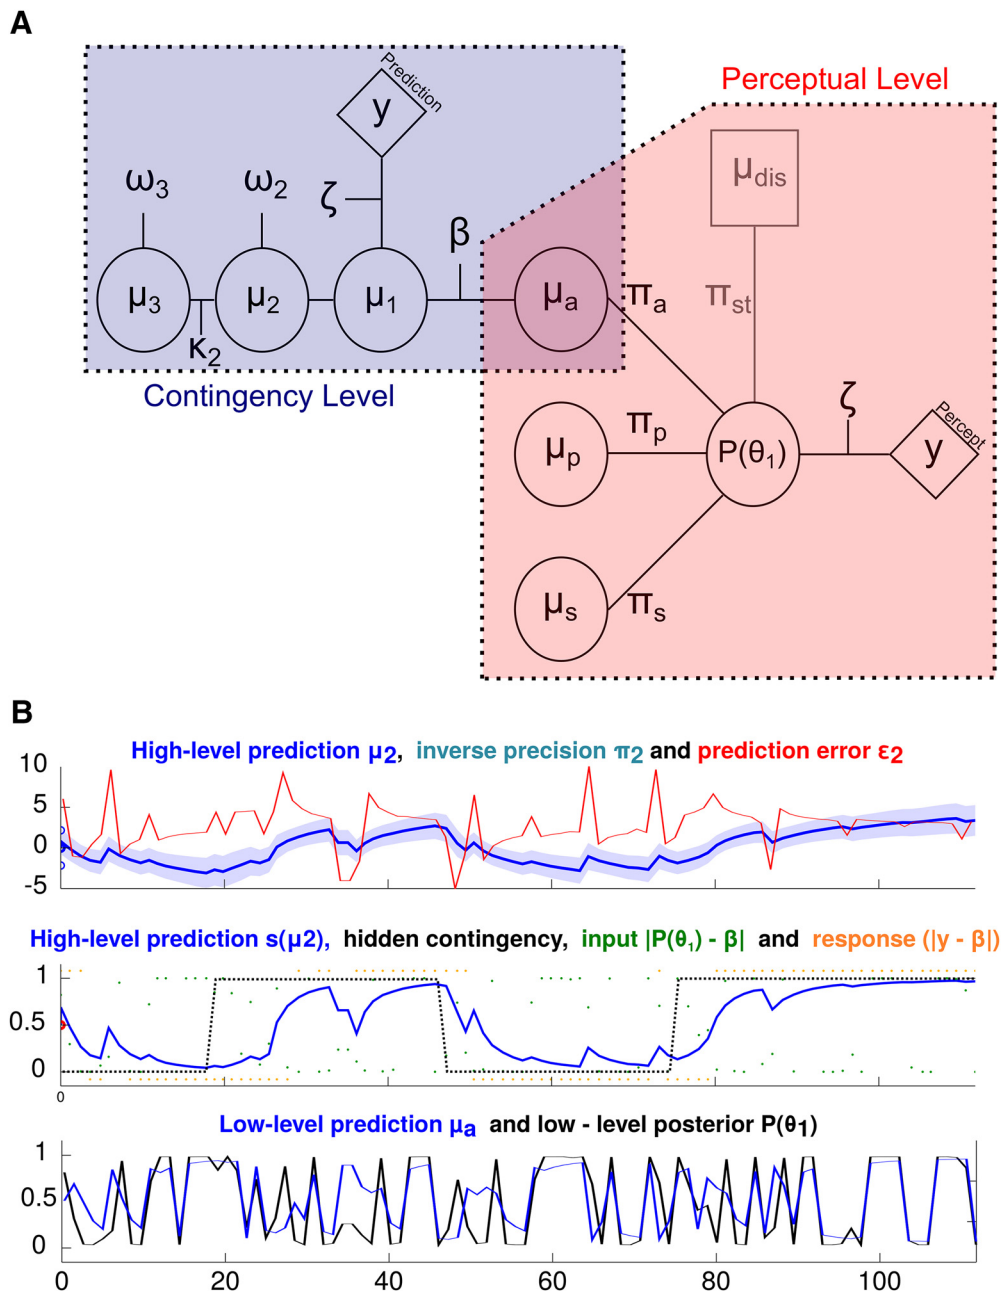 A
Perceptual Level
Prediction
y
μdis
ω3
ω2
ζ
β
μ3
μ2
μ1
μa
πa
πst
κ2
Contingency Level
ζ
Percept
μp
πp
P(θ1)
y
μs
πs
B
High-level prediction μ2, inverse precision π2 and prediction error ε2
10
5
0
-5
High-level prediction s(μ2), hidden contingency, input |P(θ1) - β| and response (|y - β|)
1
0.5
0
0
Low-level prediction μa and low - level posterior P(θ1)
1
0.5
0
0 20 40 60 80 100